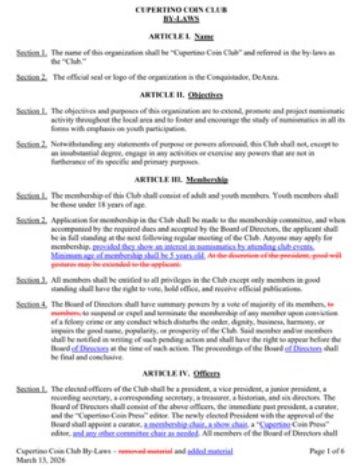 CUPERTINO COIN CLUB
BY-LAWS
ARTICLE I. Name
Section 1. The name of this organization shall be "Cupertino Coin Club" and referred in the by-laws as
the "Club."
Section 2. The official seal or logo of the organization is the Conquistador, DeAnza.
ARTICLE II. Objectives
Section 1. The objectives and purposes of this organization are to extend, promote and project numismatic
activity throughout the local area and to foster and encourage the study of numismatics in all its
forms with emphasis on youth participation.
Section 2. Notwithstanding any statements of purpose or powers aforesaid, this Club shall not, except to
an insubstantial degree, engage in any activities or exercise any powers that are not in
furtherance of its specific and primary purposes.
ARTICLE III. Membership
Section 1. The membership of this Club shall consist of adult and youth members. Youth members shall
be those under 18 years of age.
Section 2. Application for membership in the Club shall be made to the membership committee, and when
accompanied by the required dues and accepted by the Board of Directors, the applicant shall
be in full standing at the next following regular meeting of the Club. Anyone may apply for
membership, provided they show an interest in numismatics by attending club events.
Minimum age of membership shall be 5 years old. At the discretion of the president, good will
gestures may be extended to the applicant.
Section 3. All members shall be entitled to all privileges in the Club except only members in good
standing shall have the right to vote, hold office, and receive official publications.
Section 4. The Board of Directors shall have summary powers by a vote of majority of its members, to
members, to suspend or expel and terminate the membership of any member upon conviction
of a felony crime or any conduct which disturbs the order, dignity, business, harmony, or
impairs the good name, popularity, or prosperity of the Club. Said member and/or members
shall be notified in writing of such pending action and shall have the right to appear before the
Board of Directors at the time of such action. The proceedings of the Board of Directors shall
be final and conclusive.
ARTICLE IV. Officers
Section 1. The elected officers of the Club shall be a president, a vice president, a junior president, a
recording secretary, a corresponding secretary, a treasurer, a historian, and six directors. The
Board of Directors shall consist of the above officers, the immediate past president, a curator,
and the "Cupertino Coin Press" editor. The newly elected President with the approval of the
Board shall appoint a curator, a membership chair, a show chair, a "Cupertino Coin Press"
editor, and any other committee chair as needed. All members of the Board of Directors shall
Cupertino Coin Club By-Laws – removed material and added material Page 1 of 6
March 13, 2026